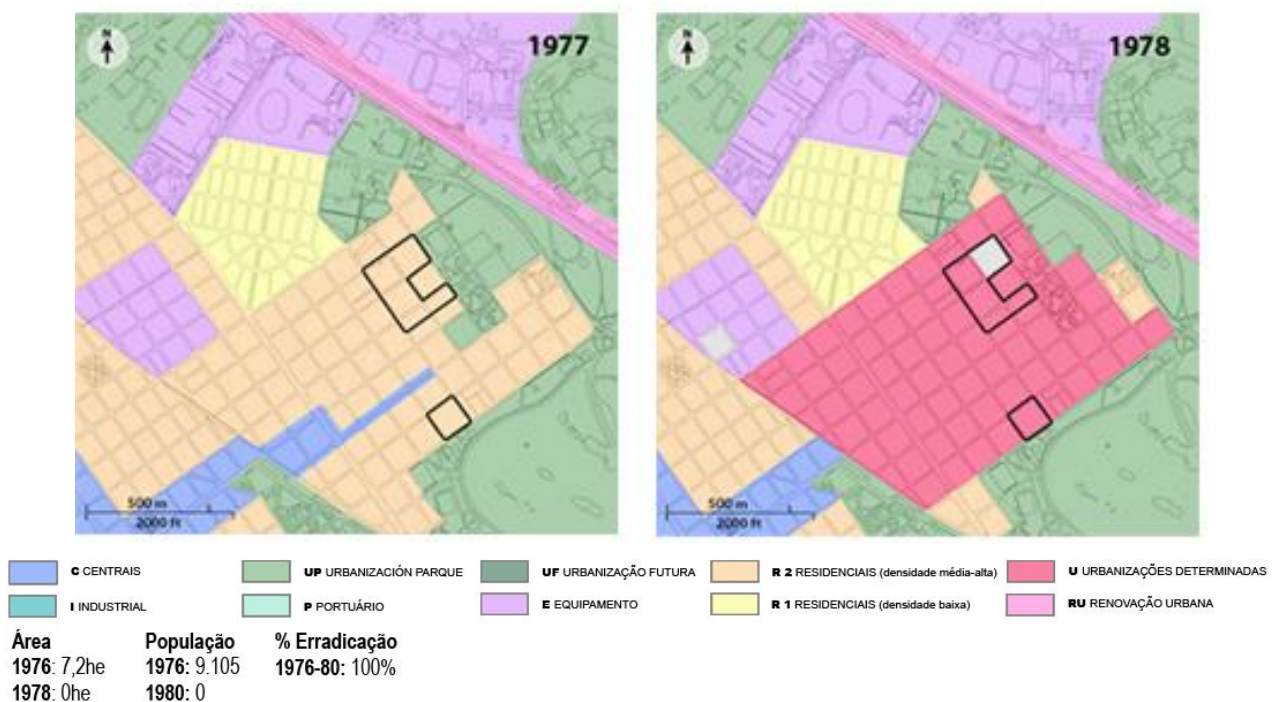 N
1977
500 m
2000 ft
N
1978
500 m
2000 ft
C CENTRAIS
UP URBANIZACIÓN PARQUE
UF URBANIZAÇÃO FUTURA
R 2 RESIDENCIAIS (densidade média-alta)
U URBANIZAÇÕES DETERMINADAS
I INDUSTRIAL
P PORTUÁRIO
E EQUIPAMENTO
R 1 RESIDENCIAIS (densidade baixa)
RU RENOVAÇÃO URBANA
Área
1976: 7,2he
1978: 0he
População
1976: 9.105
1980: 0
% Erradicação
1976-80: 100%